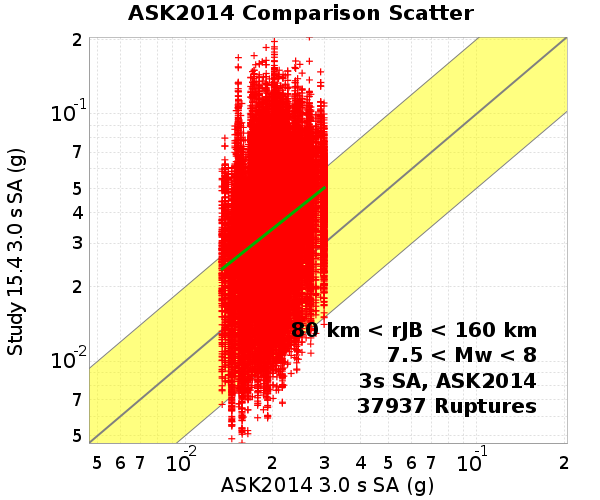 ASK2014 Comparison Scatter
Study 15.4 3.0 s SA (g)
2
10-1
7
5
4
3
2
10-2
7
5
80 km < rJB < 160 km
7.5 < Mw < 8
3s SA, ASK2014
37937 Ruptures
5 6 7 10-2 2 3 4 5 6 7 10-1 2
ASK2014 3.0 s SA (g)